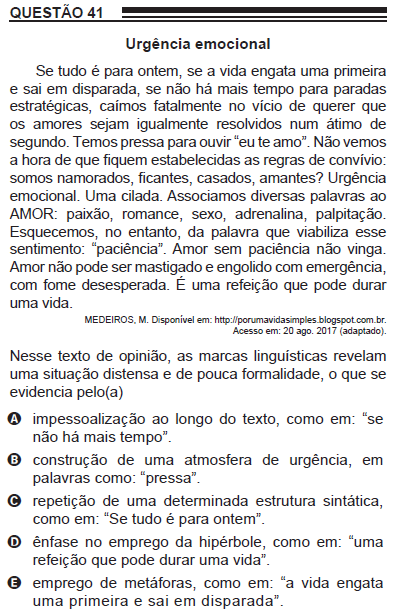 QUESTÃO 41
Urgência emocional
Se tudo é para ontem, se a vida engata uma primeira
e sai em disparada, se não há mais tempo para paradas
estratégicas, caímos fatalmente no vício de querer que
os amores sejam igualmente resolvidos num átimo de
segundo. Temos pressa para ouvir “eu te amo”. Não vemos
a hora de que fiquem estabelecidas as regras de convívio:
somos namorados, ficantes, casados, amantes? Urgência
emocional. Uma cilada. Associamos diversas palavras ao
AMOR: paixão, romance, sexo, adrenalina, palpitação.
Esquecemos, no entanto, da palavra que viabiliza esse
sentimento: “paciência”. Amor sem paciência não vinga.
Amor não pode ser mastigado e engolido com emergência,
com fome desesperada. É uma refeição que pode durar
uma vida.
MEDEIROS, M. Disponível em: http://porumavidasimples.blogspot.com.br.
Acesso em: 20 ago. 2017 (adaptado).
Nesse texto de opinião, as marcas linguísticas revelam
uma situação distensa e de pouca formalidade, o que se
evidencia pelo(a)
A impessoalização ao longo do texto, como em: “se
não há mais tempo”.
B construção de uma atmosfera de urgência, em
palavras como: “pressa”.
C repetição de uma determinada estrutura sintática,
como em: “Se tudo é para ontem”.
D ênfase no emprego da hipérbole, como em: “uma
refeição que pode durar uma vida”.
E emprego de metáforas, como em: “a vida engata
uma primeira e sai em disparada”.